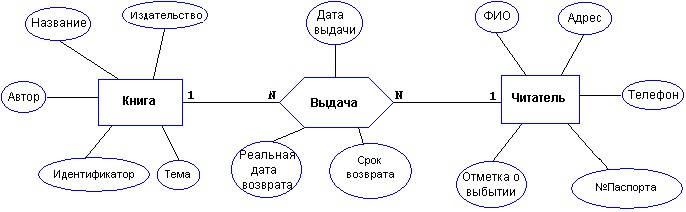 Название
Издательство
Дата
выдачи
ФИО
Адрес
Автор
Книга
1
N
Выдача
N
1
Читатель
Телефон
Идентификатор
Тема
Реальная
дата
возврата
Срок
возврата
Отметка о
выбытии
№Паспорта